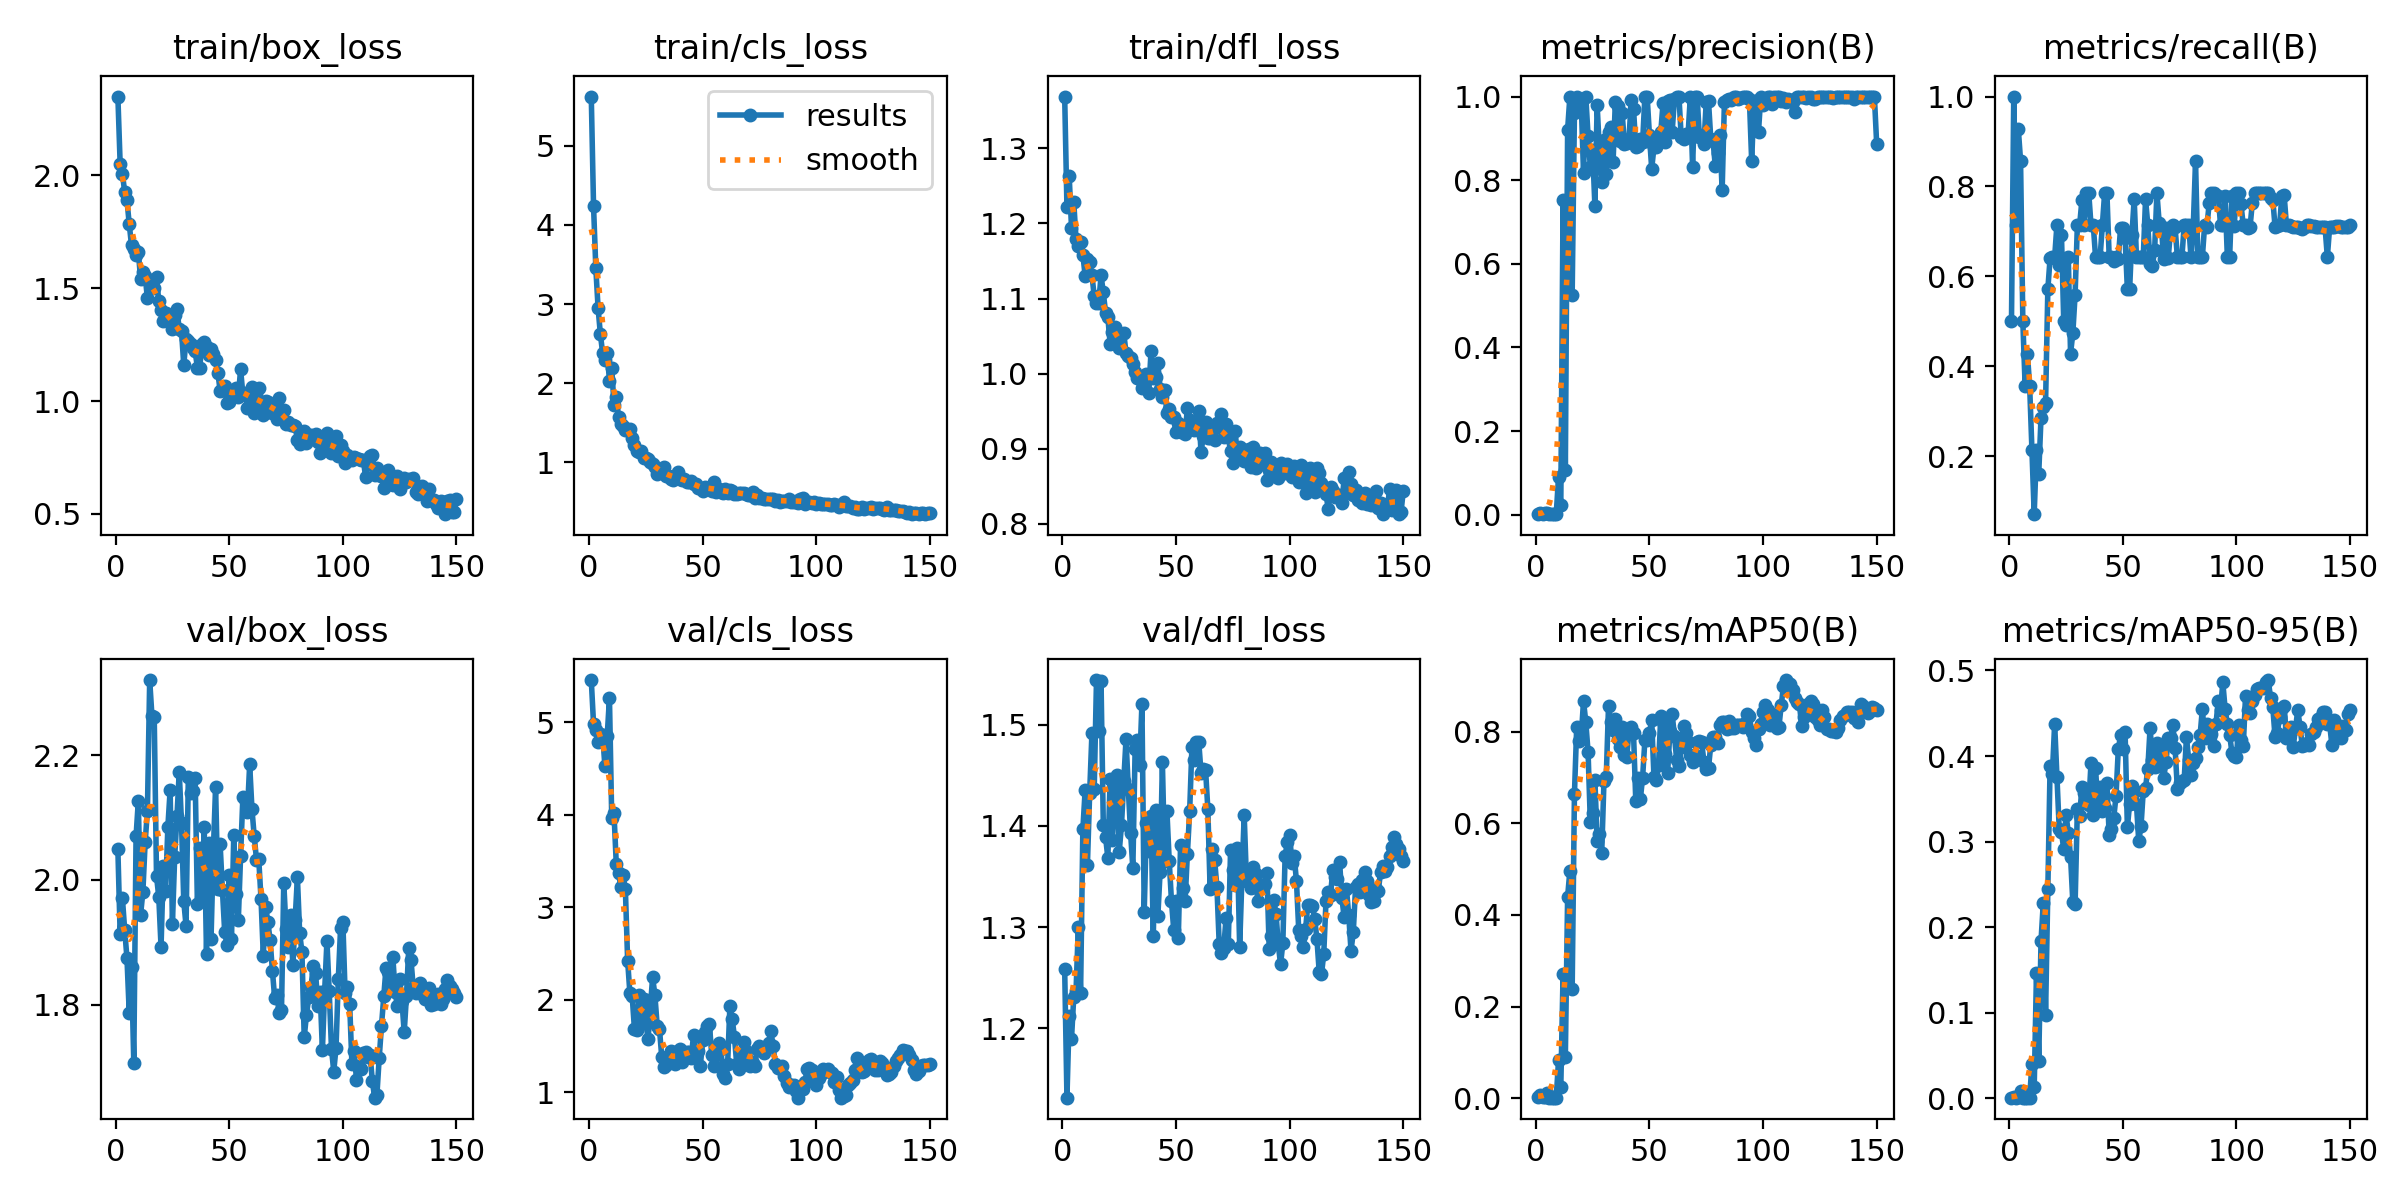 train/box_loss
2.0
1.5
1.0
0.5
0 50 100 150
train/cls_loss
results
smooth
5
4
3
2
1
0 50 100 150
train/dfl_loss
1.3
1.2
1.1
1.0
0.9
0.8
0 50 100 150
metrics/precision(B)
1.0
0.8
0.6
0.4
0.2
0.0
0 50 100 150
metrics/recall(B)
1.0
0.8
0.6
0.4
0.2
0 50 100 150
val/box_loss
2.2
2.0
1.8
0 50 100 150
val/cls_loss
5
4
3
2
1
0 50 100 150
val/dfl_loss
1.5
1.4
1.3
1.2
0 50 100 150
metrics/mAP50(B)
0.8
0.6
0.4
0.2
0.0
0 50 100 150
metrics/mAP50-95(B)
0.5
0.4
0.3
0.2
0.1
0.0
0 50 100 150